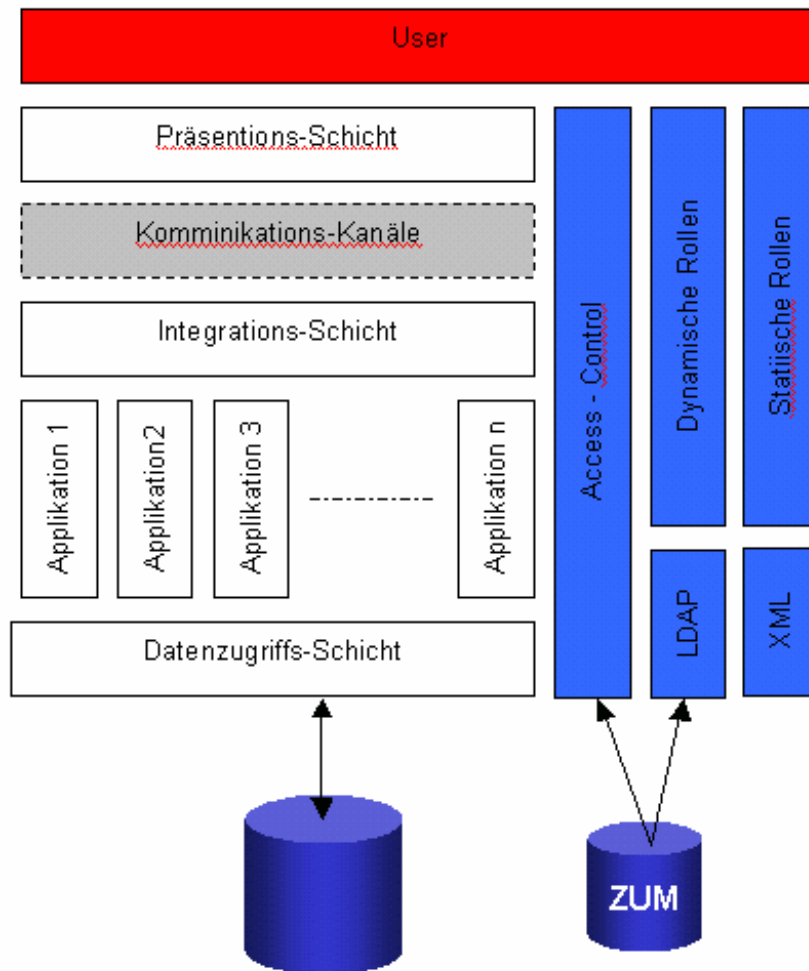 User
Präsentions-Schicht
Komminikations-Kanäle
Integrations-Schicht
Applikation 1
Applikation2
Applikation 3
Applikation n
Datenzugriffs-Schicht
Access - Control
Dynamische Rollen
Statiische Rollen
LDAP
XML
ZUM